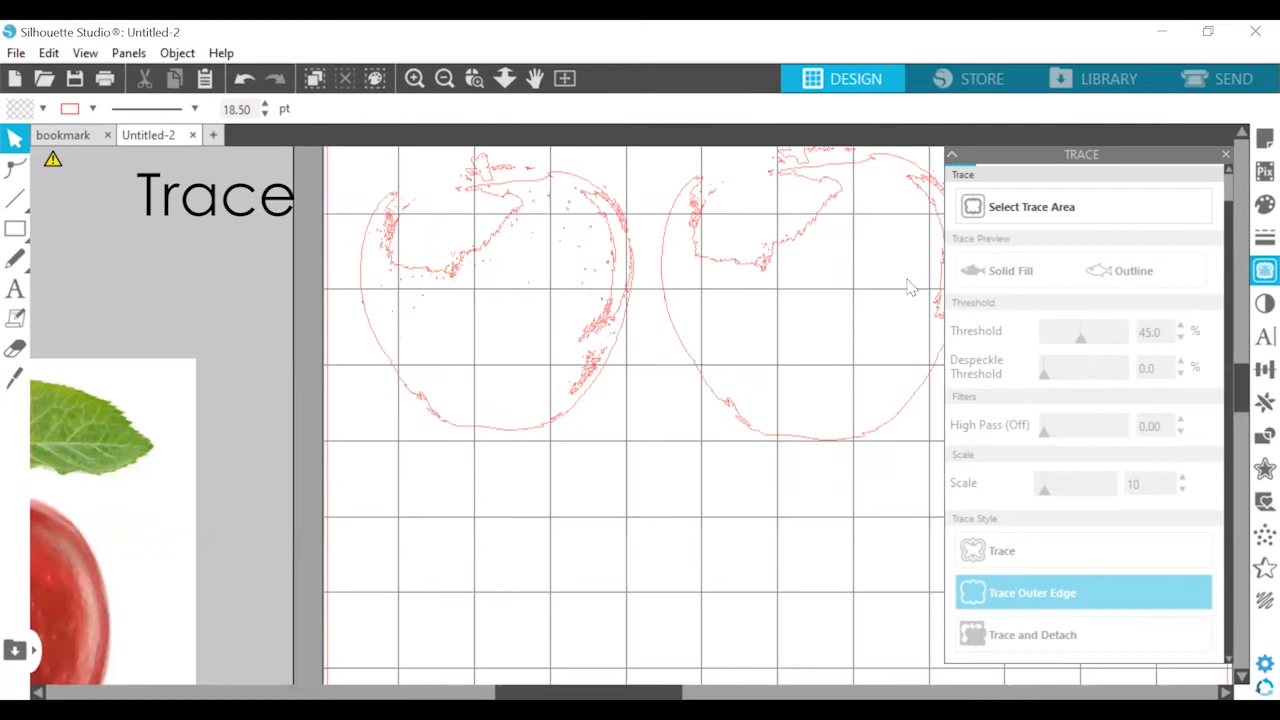 Silhouette Studio®: Untitled-2
File Edit View Panels Object Help
DESIGN STORE LIBRARY SEND
18.50 pt
bookmark × Untitled-2 × +
Trace
TRACE
Trace
Select Trace Area
Trace Preview
Solid Fill Outline
Threshold
Threshold 45.0 %
Despeckle
Threshold 0.0 %
Filters
High Pass (Off) 0.00
Scale
Scale 10
Trace Style
Trace
Trace Outer Edge
Trace and Detach
Pix
A
A